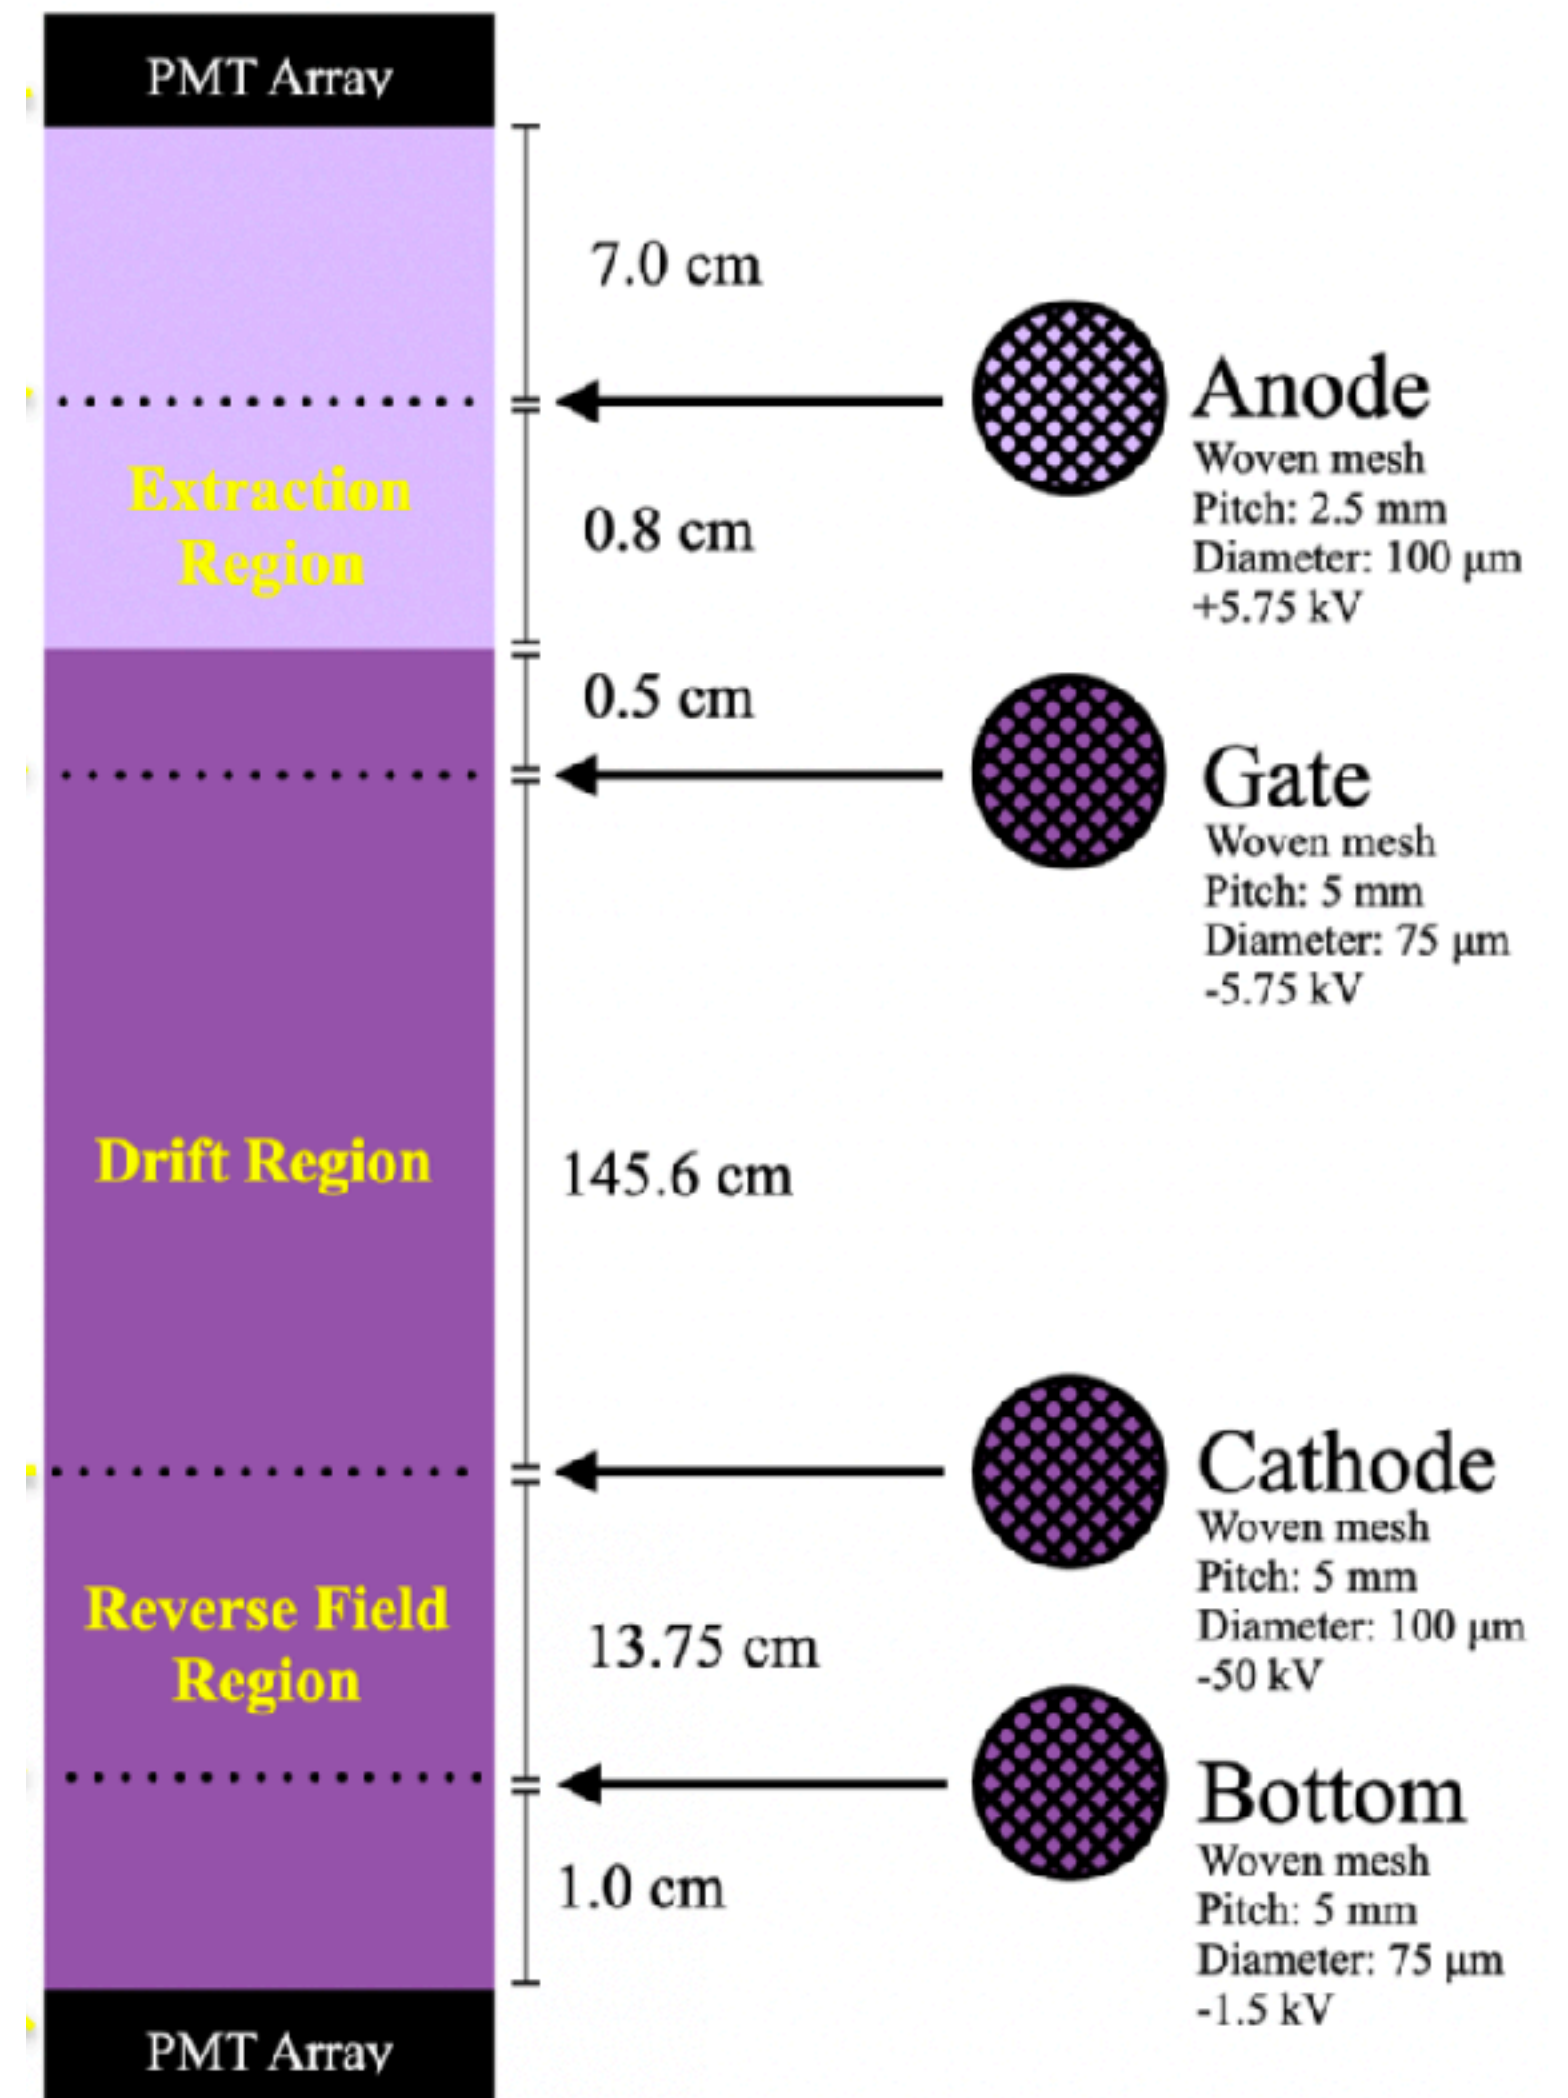 PMT Array
7.0 cm
Anode
Woven mesh
Pitch: 2.5 mm
Diameter: 100 μm
+5.75 kV
Extraction
Region
0.8 cm
0.5 cm
Gate
Woven mesh
Pitch: 5 mm
Diameter: 75 μm
-5.75 kV
Drift Region
145.6 cm
Cathode
Woven mesh
Pitch: 5 mm
Diameter: 100 μm
-50 kV
Reverse Field
Region
13.75 cm
Bottom
Woven mesh
Pitch: 5 mm
Diameter: 75 μm
-1.5 kV
1.0 cm
PMT Array